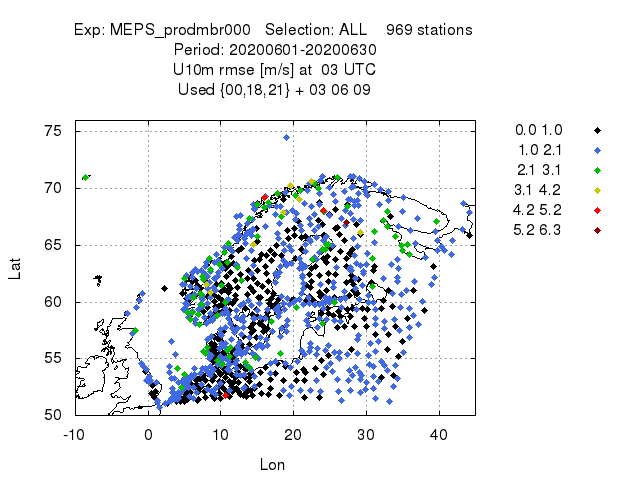 Exp: MEPS_prodmbr000   Selection: ALL    969 stations
Period: 20200601-20200630
U10m rmse [m/s] at  03 UTC
Used {00,18,21} + 03 06 09
75
70
65
60
55
50
Lat
-10 0 10 20 30 40
Lon
0.0 1.0
1.0 2.1
2.1 3.1
3.1 4.2
4.2 5.2
5.2 6.3